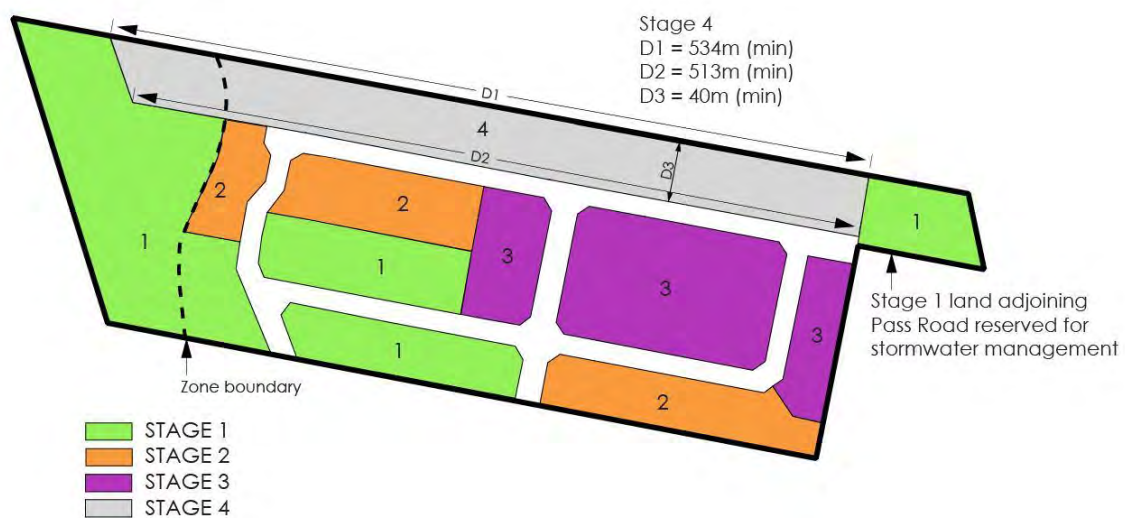 Stage 4
D1 = 534m (min)
D2 = 513m (min)
D3 = 40m (min)
D1
4
D2
D3
2
2
1
1
1
3
3
3
1
2
Stage 1 land adjoining
Pass Road reserved for
stormwater management
Zone boundary
STAGE 1
STAGE 2
STAGE 3
STAGE 4